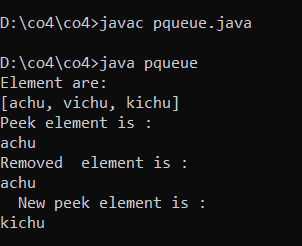 D:\co4\co4>javac pqueue.java
D:\co4\co4>java pqueue
Element are:
[achu, vichu, kichu]
Peek element is :
achu
Removed  element is :
achu
  New peek element is :
kichu